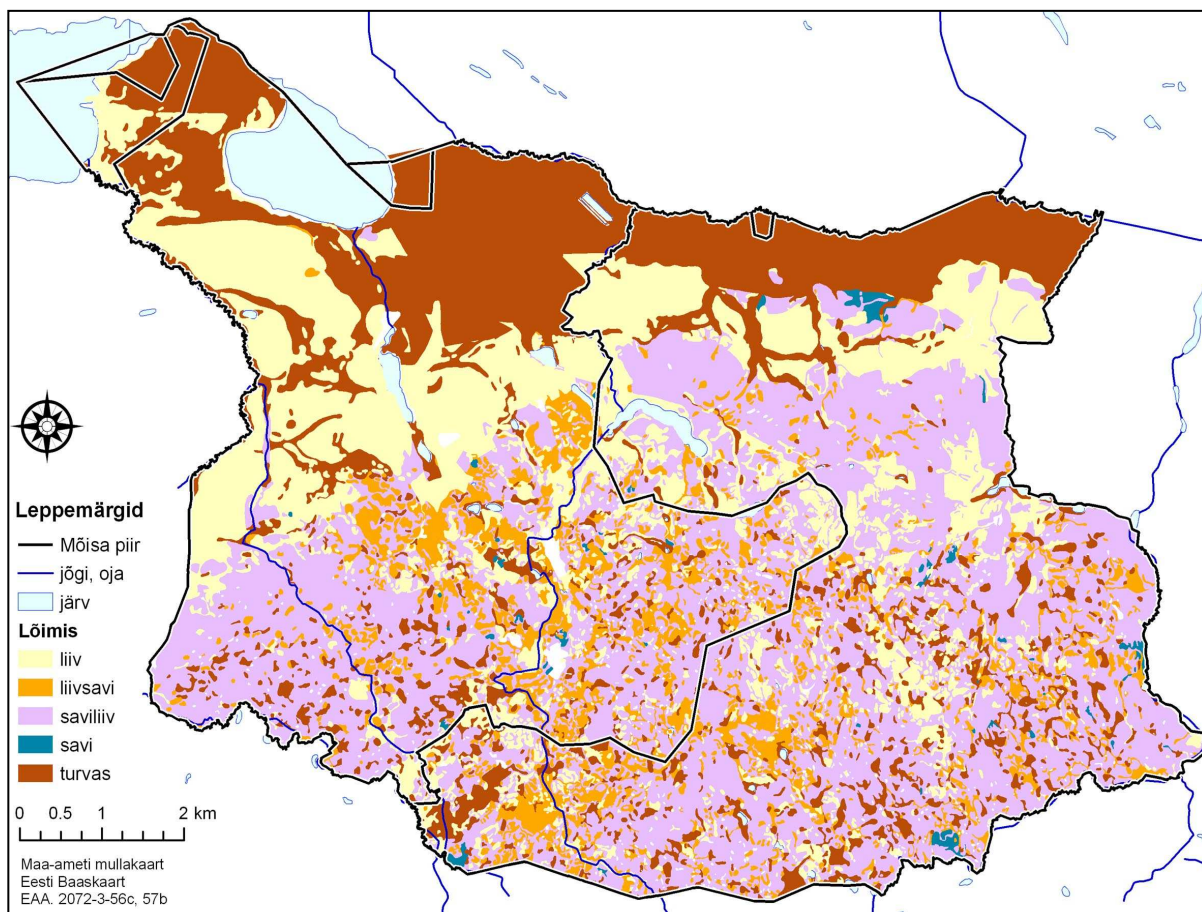 Leppemärgid
Mõisa piir
jõgi, oja
järv
Lõimis
liiv
liivsavi
saviliiv
savi
turvas
0 0.5 1 2 km
Maa-ameti mullakaart
Eesti Baaskaart
EAA. 2072-3-56c, 57b